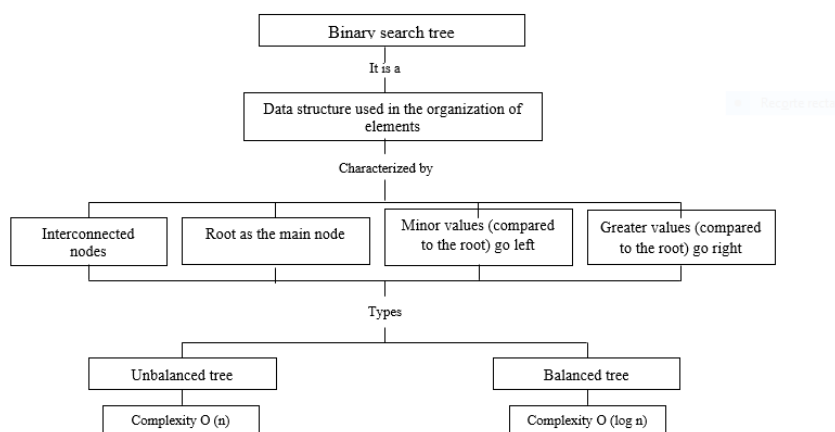 Binary search tree
It is a
Data structure used in the organization of
elements
Characterized by
Interconnected
nodes
Root as the main node
Minor values (compared
to the root) go left
Greater values (compared
to the root) go right
Types
Unbalanced tree
Balanced tree
Complexity O (n)
Complexity O (log n)